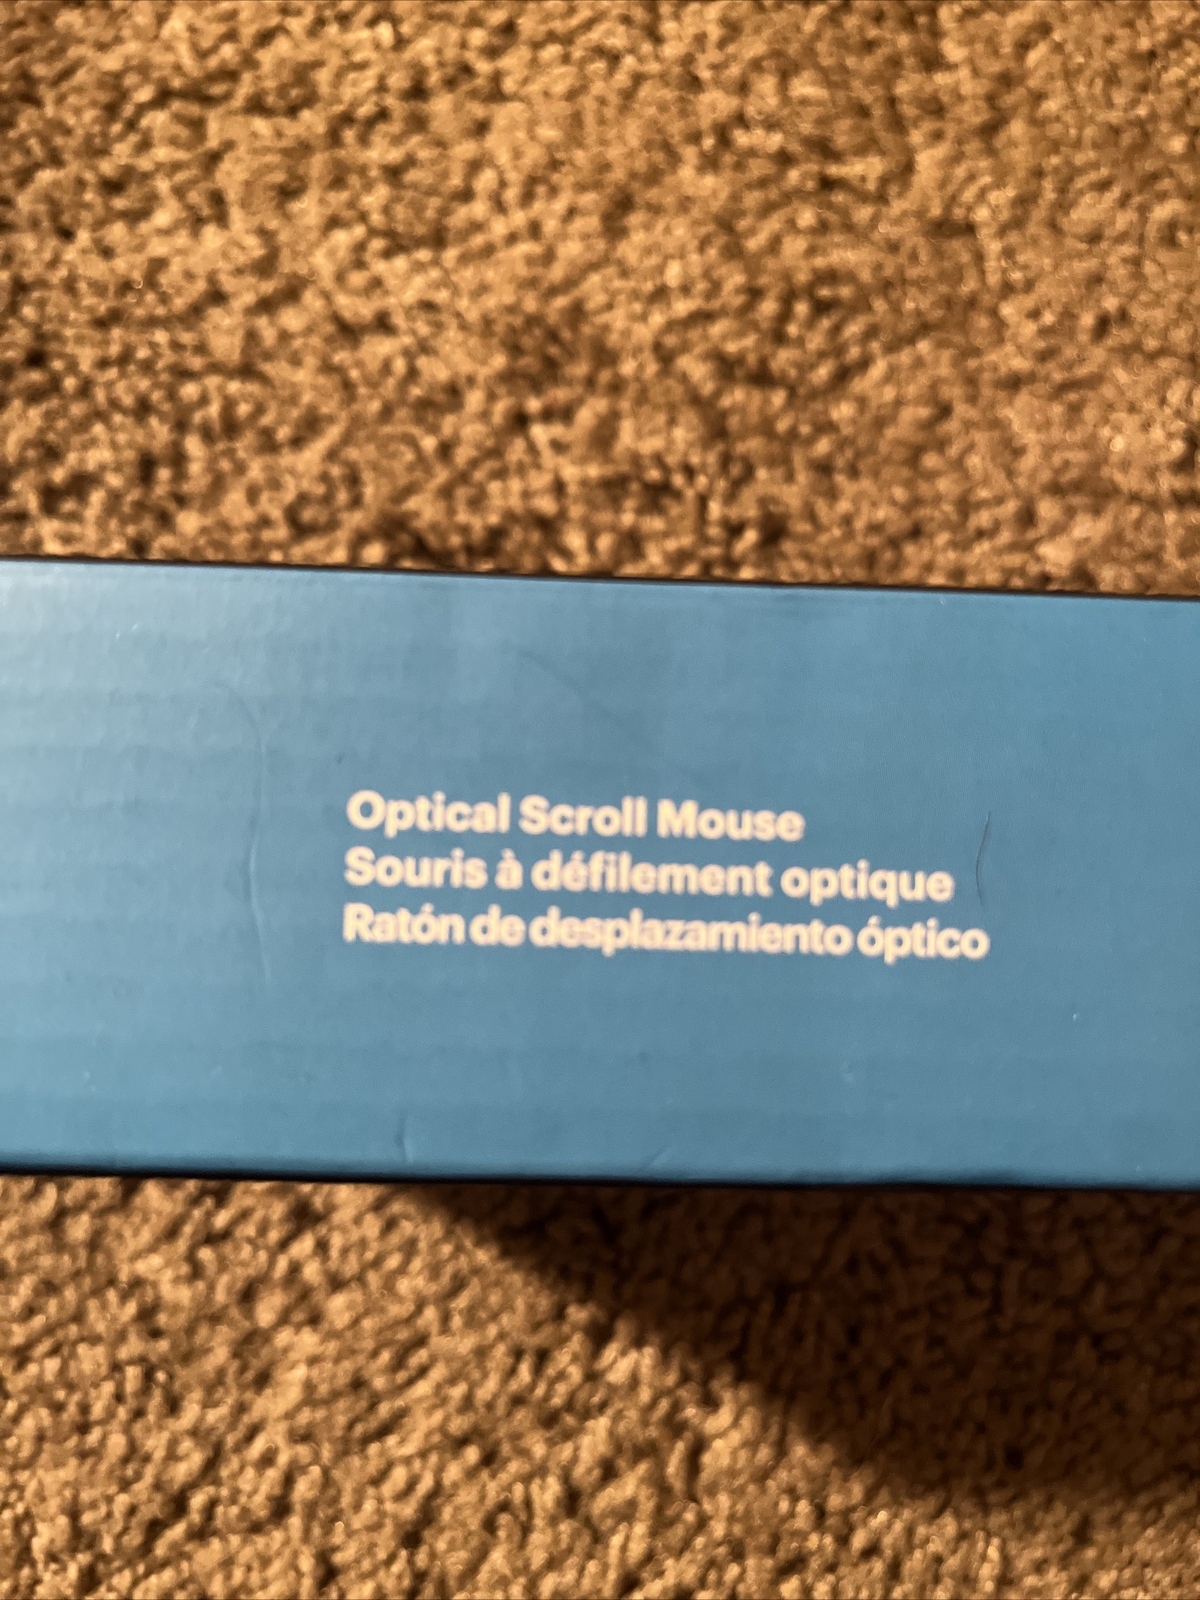 Optical Scroll Mouse
Souris à défilement optique
Ratón de desplazamiento óptico